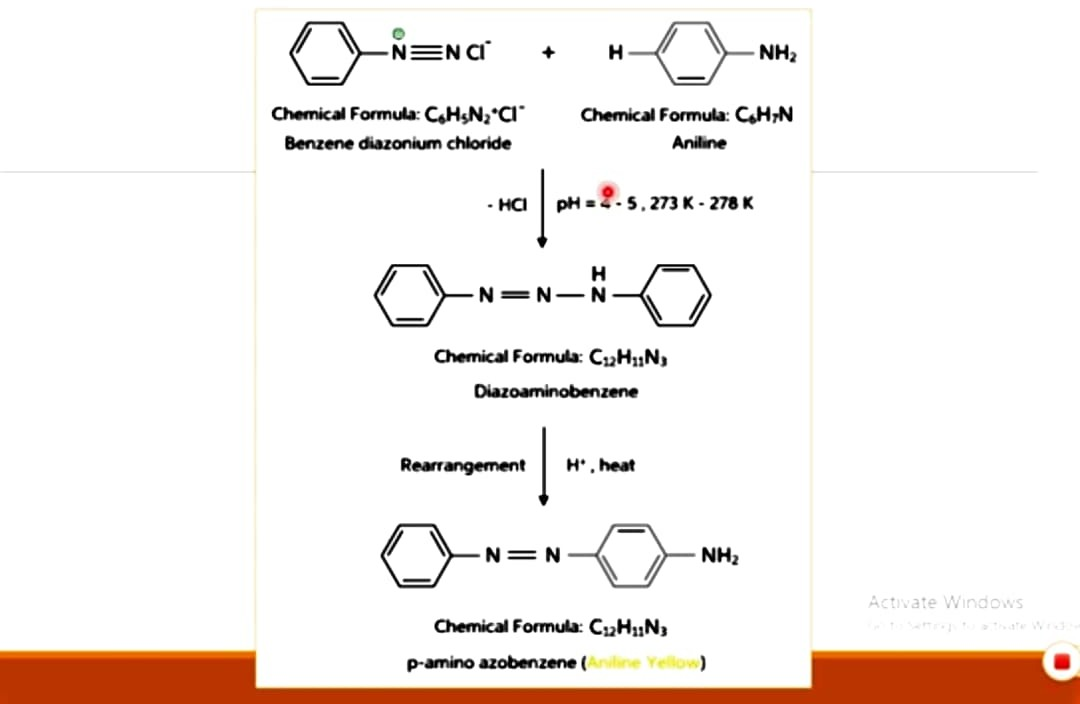 N≡N Cl⁻ + H NH₂
Chemical Formula: C₆H₅N₂⁺Cl⁻ Chemical Formula: C₆H₇N
Benzene diazonium chloride Aniline
- HCl pH = 4 - 5, 273 K - 278 K
H
N=N—N
Chemical Formula: C₁₂H₁₁N₃
Diazoaminobenzene
Rearrangement H⁺, heat
N=N NH₂
Chemical Formula: C₁₂H₁₁N₃
p-amino azobenzene (Aniline Yellow)
Activate Windows